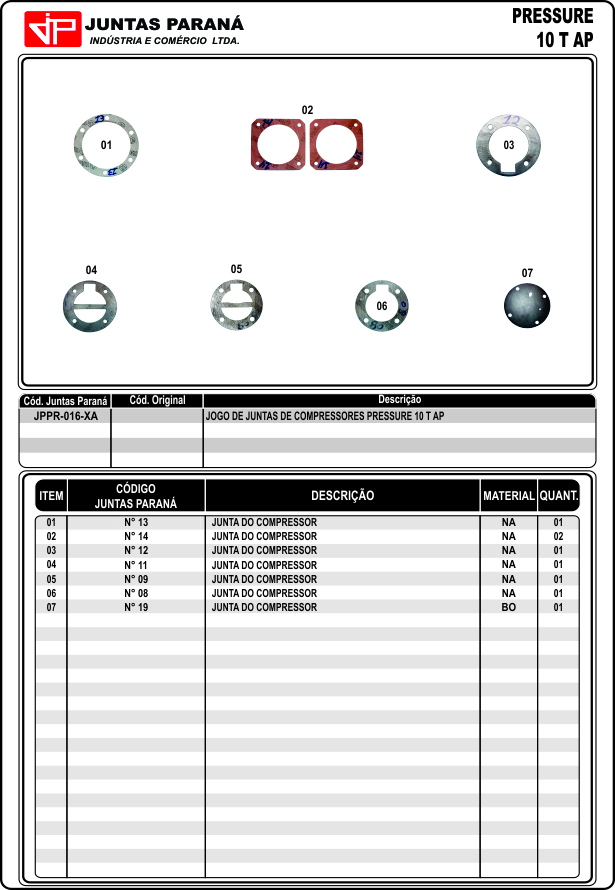 JP JUNTAS PARANÁ
INDÚSTRIA E COMÉRCIO LTDA.
PRESSURE
10 T AP
01
02
03
04
05
06
07
Cód. Juntas Paraná Cód. Original Descrição
JPPR-016-XA JOGO DE JUNTAS DE COMPRESSORES PRESSURE 10 T AP
ITEM CÓDIGO JUNTAS PARANÁ DESCRIÇÃO MATERIAL QUANT.
01 N° 13 JUNTA DO COMPRESSOR NA 01
02 N° 14 JUNTA DO COMPRESSOR NA 02
03 N° 12 JUNTA DO COMPRESSOR NA 01
04 N° 11 JUNTA DO COMPRESSOR NA 01
05 N° 09 JUNTA DO COMPRESSOR NA 01
06 N° 08 JUNTA DO COMPRESSOR NA 01
07 N° 19 JUNTA DO COMPRESSOR BO 01